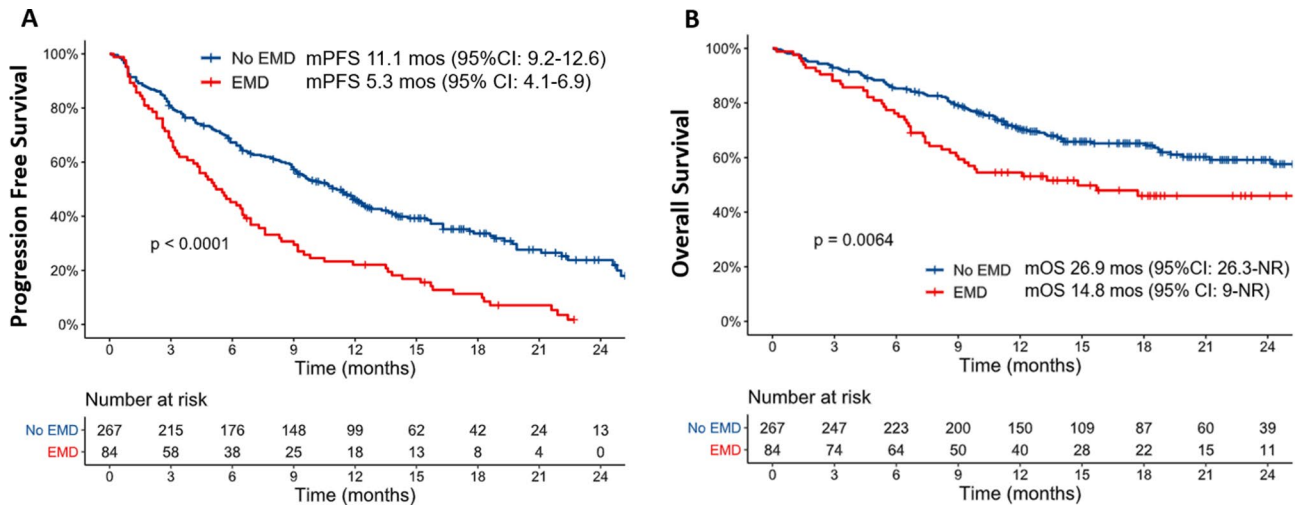 A
Progression Free Survival
100%
80%
60%
40%
20%
0%
No EMD mPFS 11.1 mos (95%CI: 9.2-12.6)
EMD mPFS 5.3 mos (95% CI: 4.1-6.9)
p < 0.0001
0 3 6 9 12 15 18 21 24
Time (months)
Number at risk
No EMD 267 215 176 148 99 62 42 24 13
EMD 84 58 38 25 18 13 8 4 0
0 3 6 9 12 15 18 21 24
Time (months)
B
Overall Survival
100%
80%
60%
40%
20%
0%
p = 0.0064
No EMD mOS 26.9 mos (95%CI: 26.3-NR)
EMD mOS 14.8 mos (95% CI: 9-NR)
0 3 6 9 12 15 18 21 24
Time (months)
Number at risk
No EMD 267 247 223 200 150 109 87 60 39
EMD 84 74 64 50 40 28 22 15 11
0 3 6 9 12 15 18 21 24
Time (months)